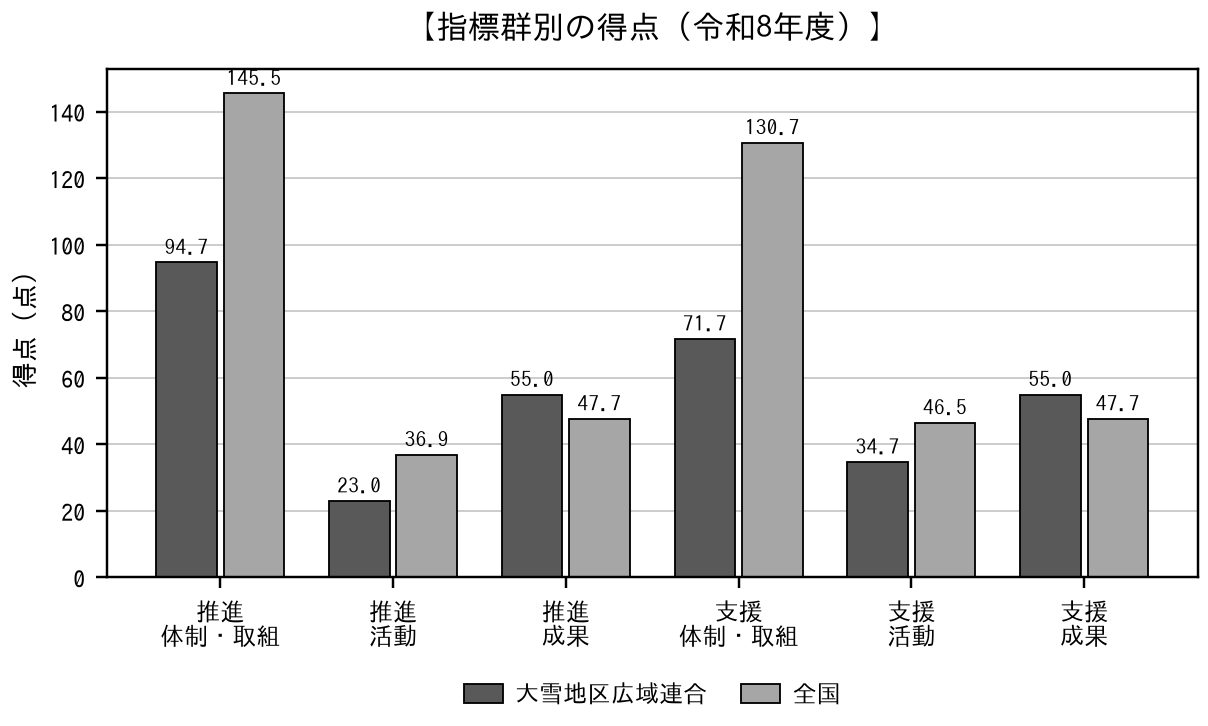 【指標群別の得点（令和8年度）】
得点（点）
140
120
100
80
60
40
20
0
94.7
145.5
23.0
36.9
55.0
47.7
71.7
130.7
34.7
46.5
55.0
47.7
推進
体制・取組
推進
活動
推進
成果
支援
体制・取組
支援
活動
支援
成果
大雪地区広域連合
全国